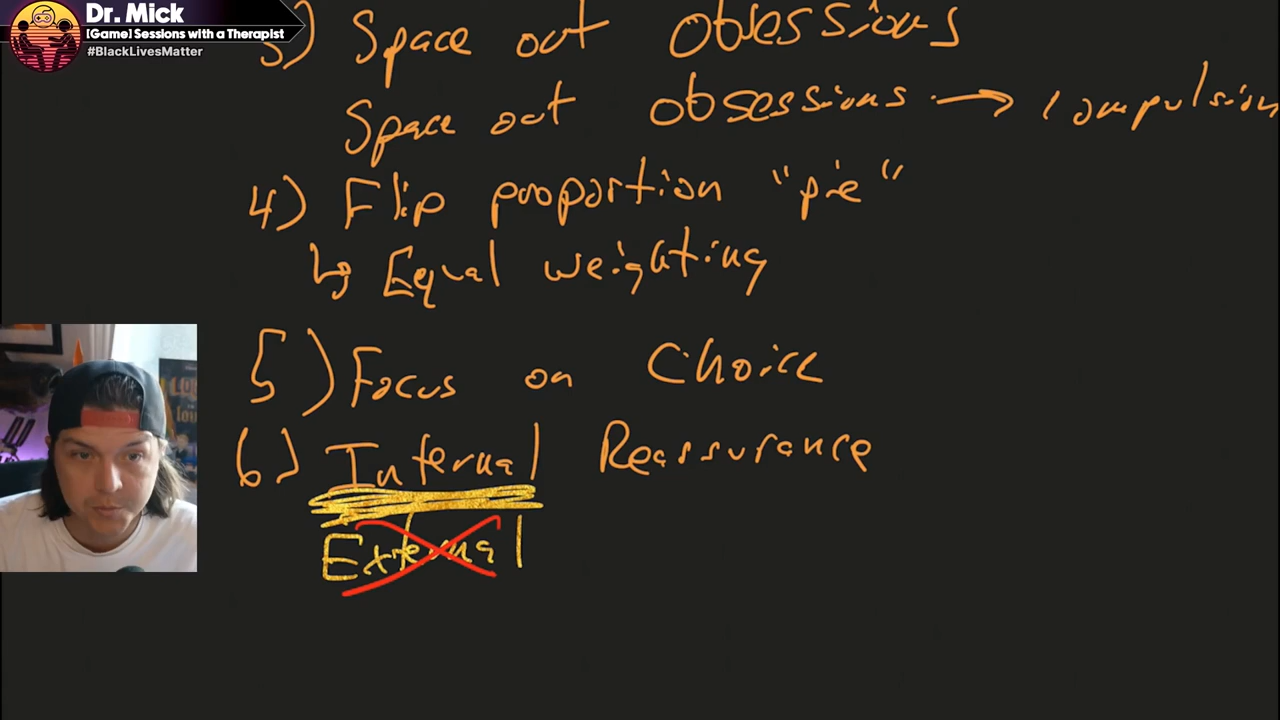 Dr. Mick
[Game] Sessions with a Therapist
#BlackLivesMatter
3) Space out obsessions
Space out obsessions → compulsion
4) Flip proportion "pie"
↳ Equal weighting
5) Focus on Choice
6) Internal Reassurance
External